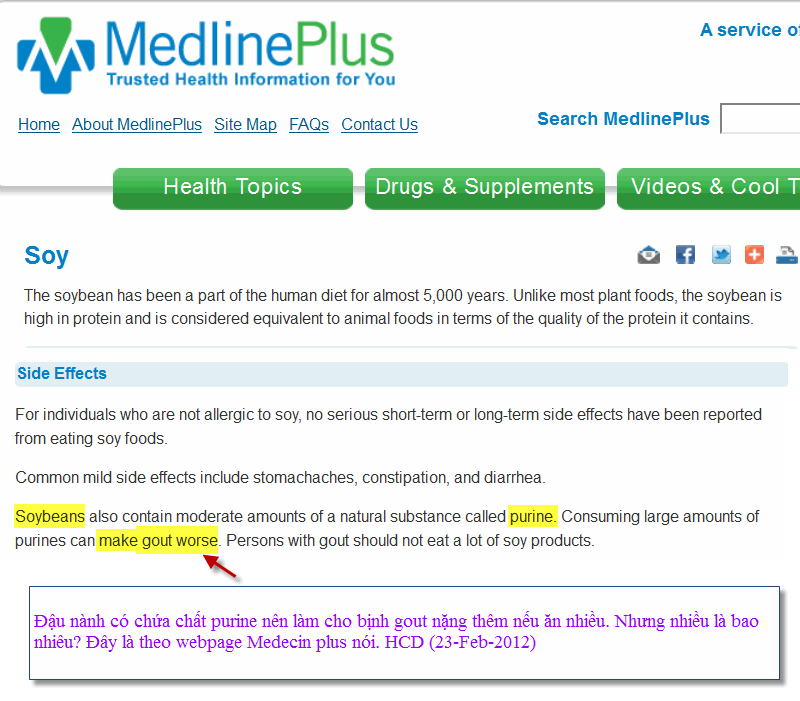 MedlinePlus
Trusted Health Information for You
A service of
Home About MedlinePlus Site Map FAQs Contact Us
Search MedlinePlus
Health Topics Drugs & Supplements Videos & Cool T
Soy
The soybean has been a part of the human diet for almost 5,000 years. Unlike most plant foods, the soybean is
high in protein and is considered equivalent to animal foods in terms of the quality of the protein it contains.
Side Effects
For individuals who are not allergic to soy, no serious short-term or long-term side effects have been reported
from eating soy foods.
Common mild side effects include stomachaches, constipation, and diarrhea.
Soybeans also contain moderate amounts of a natural substance called purine. Consuming large amounts of
purines can make gout worse. Persons with gout should not eat a lot of soy products.
Đậu nành có chứa chất purine nên làm cho bịnh gout nặng thêm nếu ăn nhiều. Nhưng nhiều là bao
nhiêu? Đây là theo webpage Medecin plus nói. HCD (23-Feb-2012)